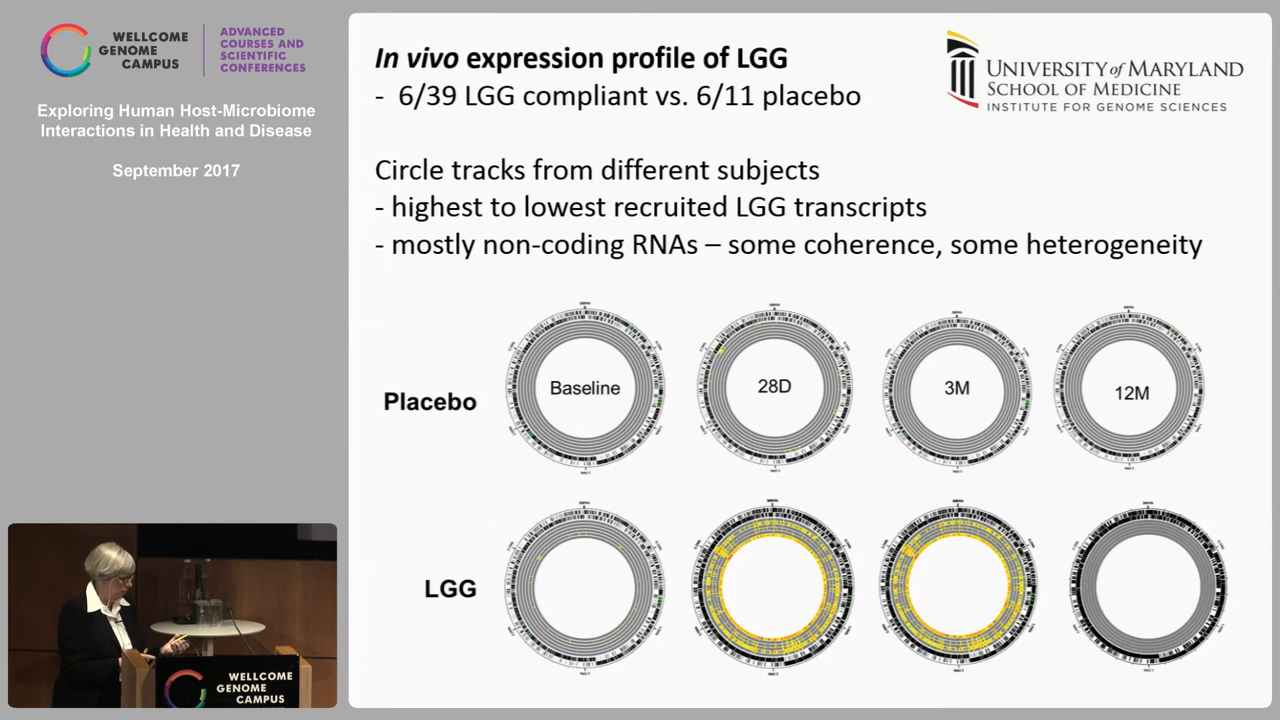 WELLCOME
GENOME
CAMPUS
ADVANCED
COURSES AND
SCIENTIFIC
CONFERENCES
Exploring Human Host-Microbiome
Interactions in Health and Disease
September 2017
In vivo expression profile of LGG
- 6/39 LGG compliant vs. 6/11 placebo
UNIVERSITY of MARYLAND
SCHOOL OF MEDICINE
INSTITUTE FOR GENOME SCIENCES
Circle tracks from different subjects
- highest to lowest recruited LGG transcripts
- mostly non-coding RNAs – some coherence, some heterogeneity
Placebo
Baseline
28D
3M
12M
LGG
WELLCOME
GENOME
CAMPUS